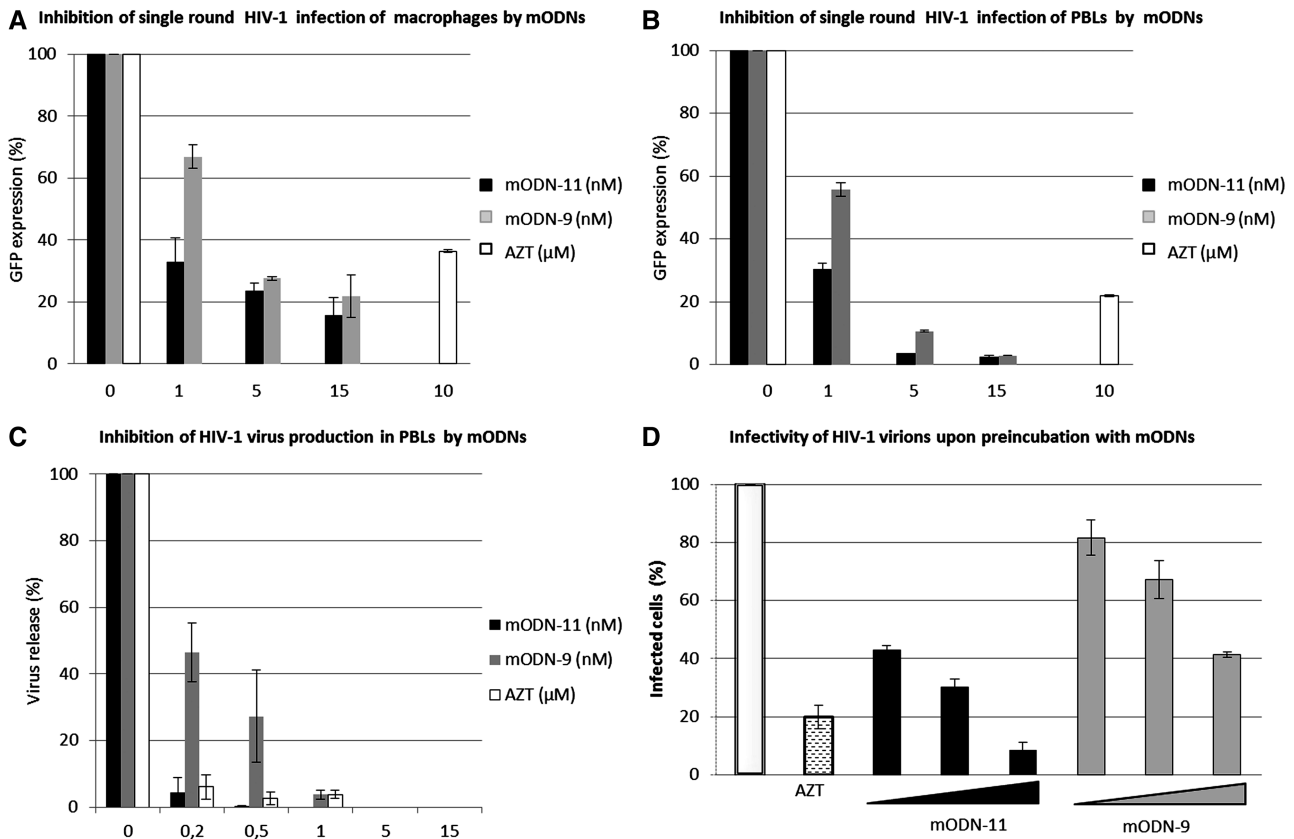 A Inhibition of single round HIV-1 infection of macrophages by mODNs
GFP expression (%)
100
80
60
40
20
0
0 1 5 15 10
mODN-11 (nM)
mODN-9 (nM)
AZT (µM)
B Inhibition of single round HIV-1 infection of PBLs by mODNs
GFP expression (%)
100
80
60
40
20
0
0 1 5 15 10
mODN-11 (nM)
mODN-9 (nM)
AZT (µM)
C Inhibition of HIV-1 virus production in PBLs by mODNs
Virus release (%)
100
80
60
40
20
0
0 0,2 0,5 1 5 15
mODN-11 (nM)
mODN-9 (nM)
AZT (µM)
D Infectivity of HIV-1 virions upon preincubation with mODNs
Infected cells (%)
100
80
60
40
20
0
AZT
mODN-11 mODN-9